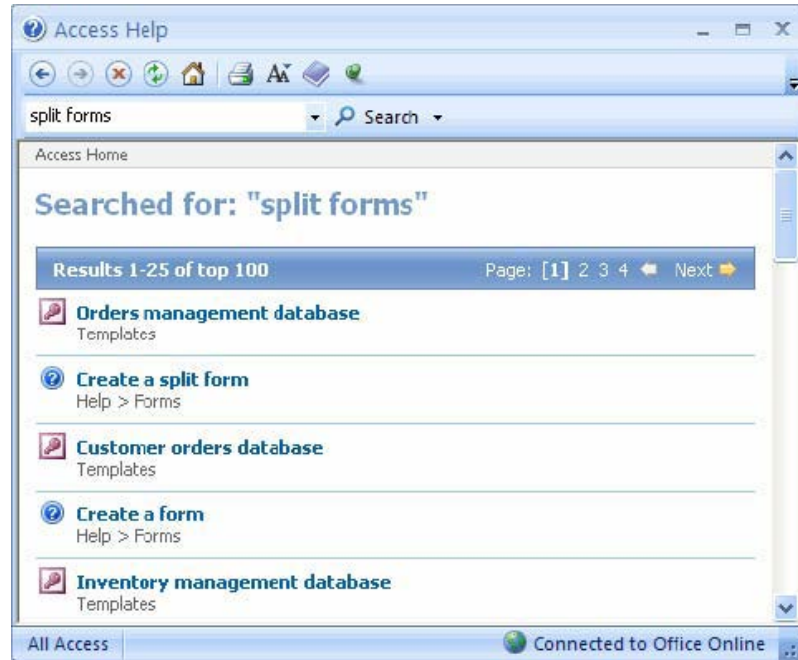 Access Help
split forms
Search
Access Home
Searched for: "split forms"
Results 1-25 of top 100 Page: [1] 2 3 4 Next
Orders management database
Templates
Create a split form
Help > Forms
Customer orders database
Templates
Create a form
Help > Forms
Inventory management database
Templates
All Access Connected to Office Online